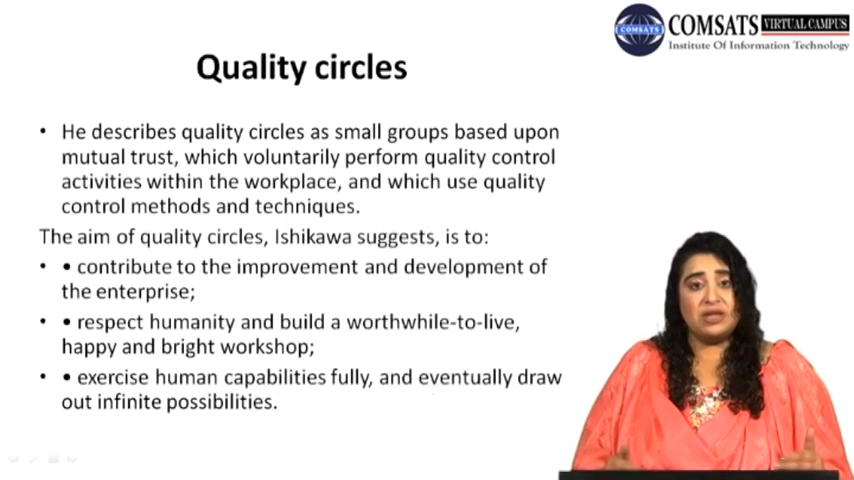 COMSATS VIRTUAL CAMPUS
COMSATS
Institute Of Information Technology
Quality circles
• He describes quality circles as small groups based upon
mutual trust, which voluntarily perform quality control
activities within the workplace, and which use quality
control methods and techniques.
The aim of quality circles, Ishikawa suggests, is to:
• • contribute to the improvement and development of
the enterprise;
• • respect humanity and build a worthwhile-to-live,
happy and bright workshop;
• • exercise human capabilities fully, and eventually draw
out infinite possibilities.